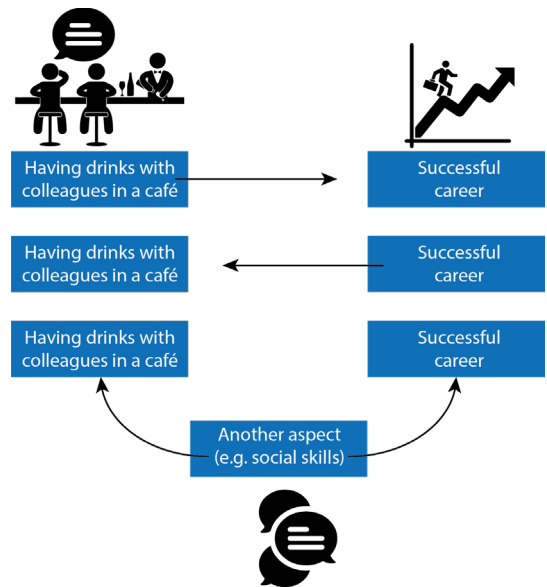 Having drinks with
colleagues in a café
Successful
career
Having drinks with
colleagues in a café
Successful
career
Having drinks with
colleagues in a café
Successful
career
Another aspect
(e.g. social skills)